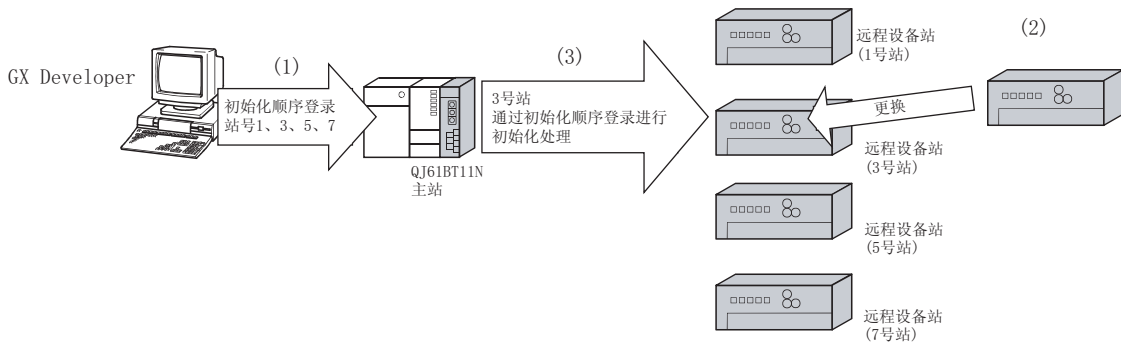 GX Developer
(1)
初始化顺序登录
站号1、3、5、7
QJ61BT11N
主站
(3)
3号站
通过初始化顺序登录进行
初始化处理
远程设备站
(1号站)
(2)
更换
远程设备站
(3号站)
远程设备站
(5号站)
远程设备站
(7号站)